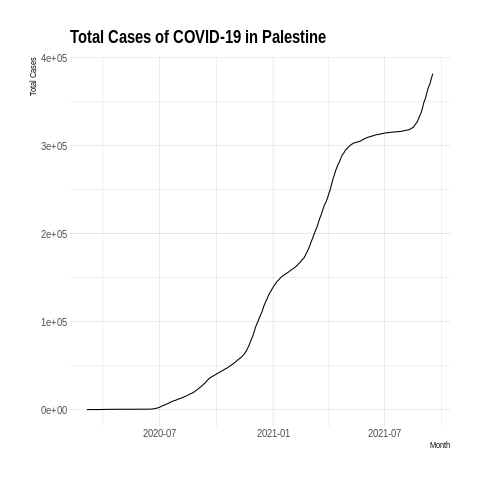 Total Cases of COVID-19 in Palestine
Total Cases
4e+05
3e+05
2e+05
1e+05
0e+00
2020-07 2021-01 2021-07
Month